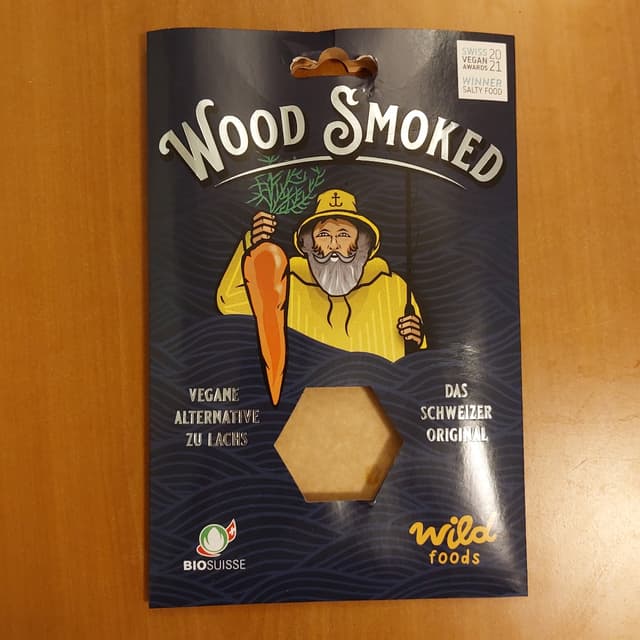 SWISS 20
VEGAN 21
AWARDS
WINNER
SALTY FOOD
WOOD SMOKED
VEGANE
ALTERNATIVE
ZU LACHS
DAS
SCHWEIZER
ORIGINAL
BIOSUISSE
wild
foods